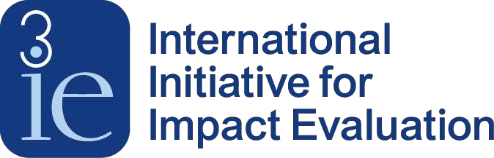 3
ie
International
Initiative for
Impact Evaluation